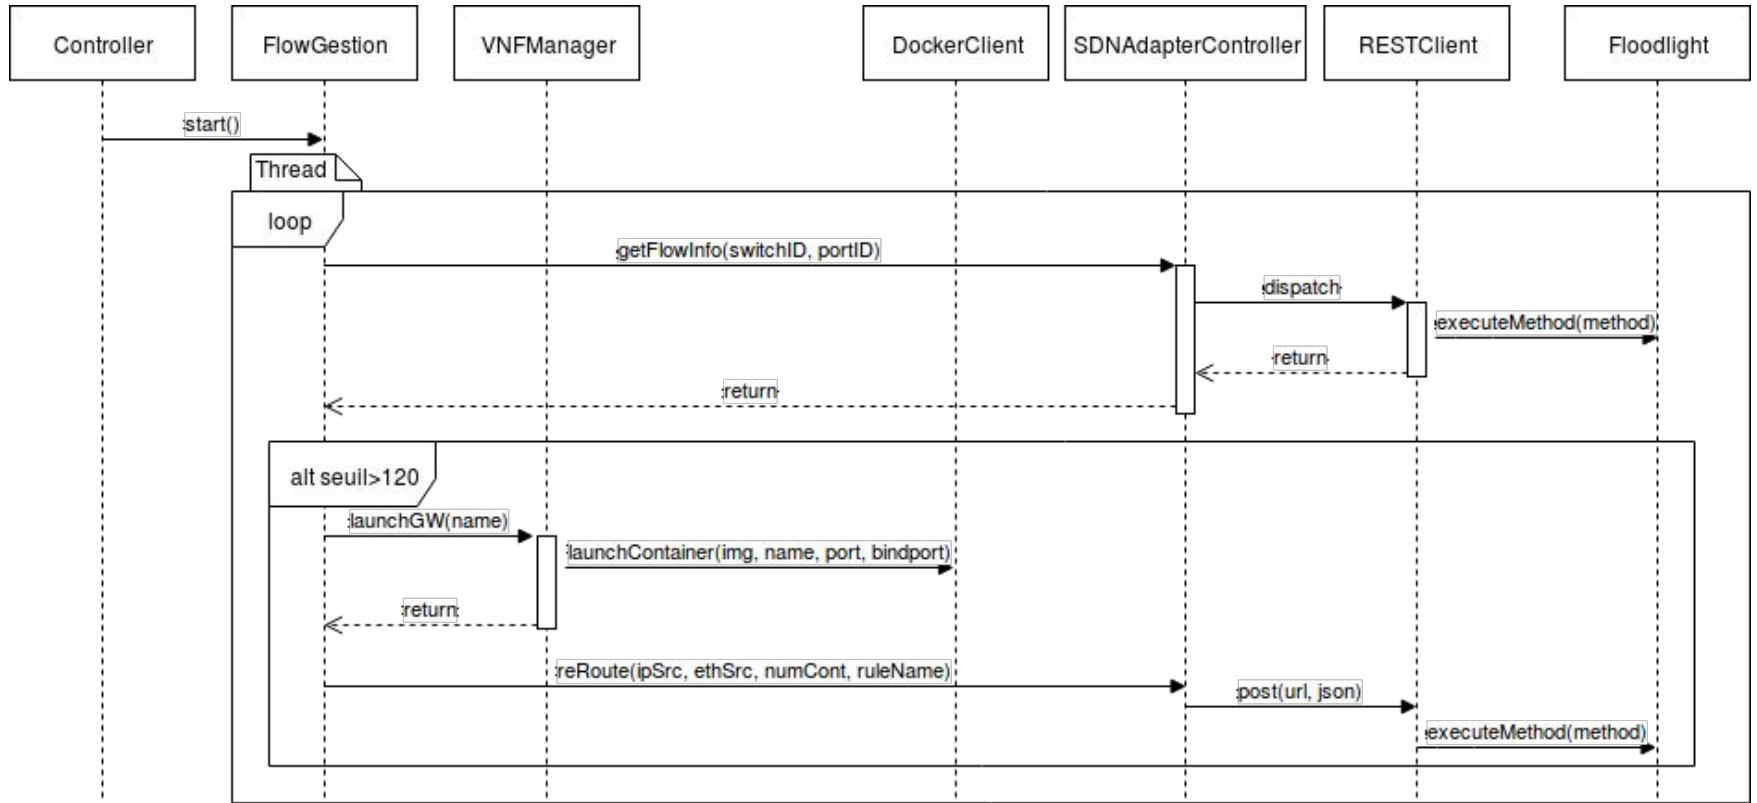 Controller
FlowGestion
VNFManager
DockerClient
SDNAdapterController
RESTClient
Floodlight
start()
Thread
loop
getFlowInfo(switchID, portID)
dispatch
executeMethod(method)
return
return
alt seuil>120
launchGW(name)
launchContainer(img, name, port, bindport)
return
reRoute(ipSrc, ethSrc, numCont, ruleName)
post(url, json)
executeMethod(method)